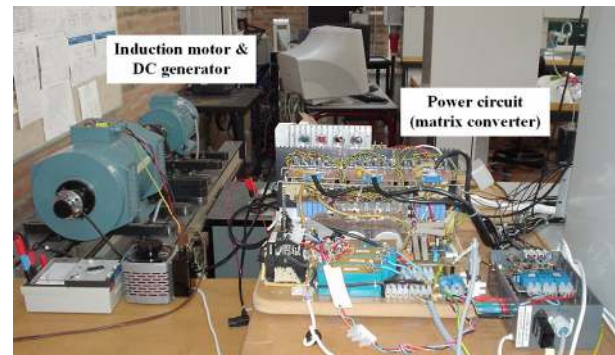 Induction motor &
DC generator
Power circuit
(matrix converter)